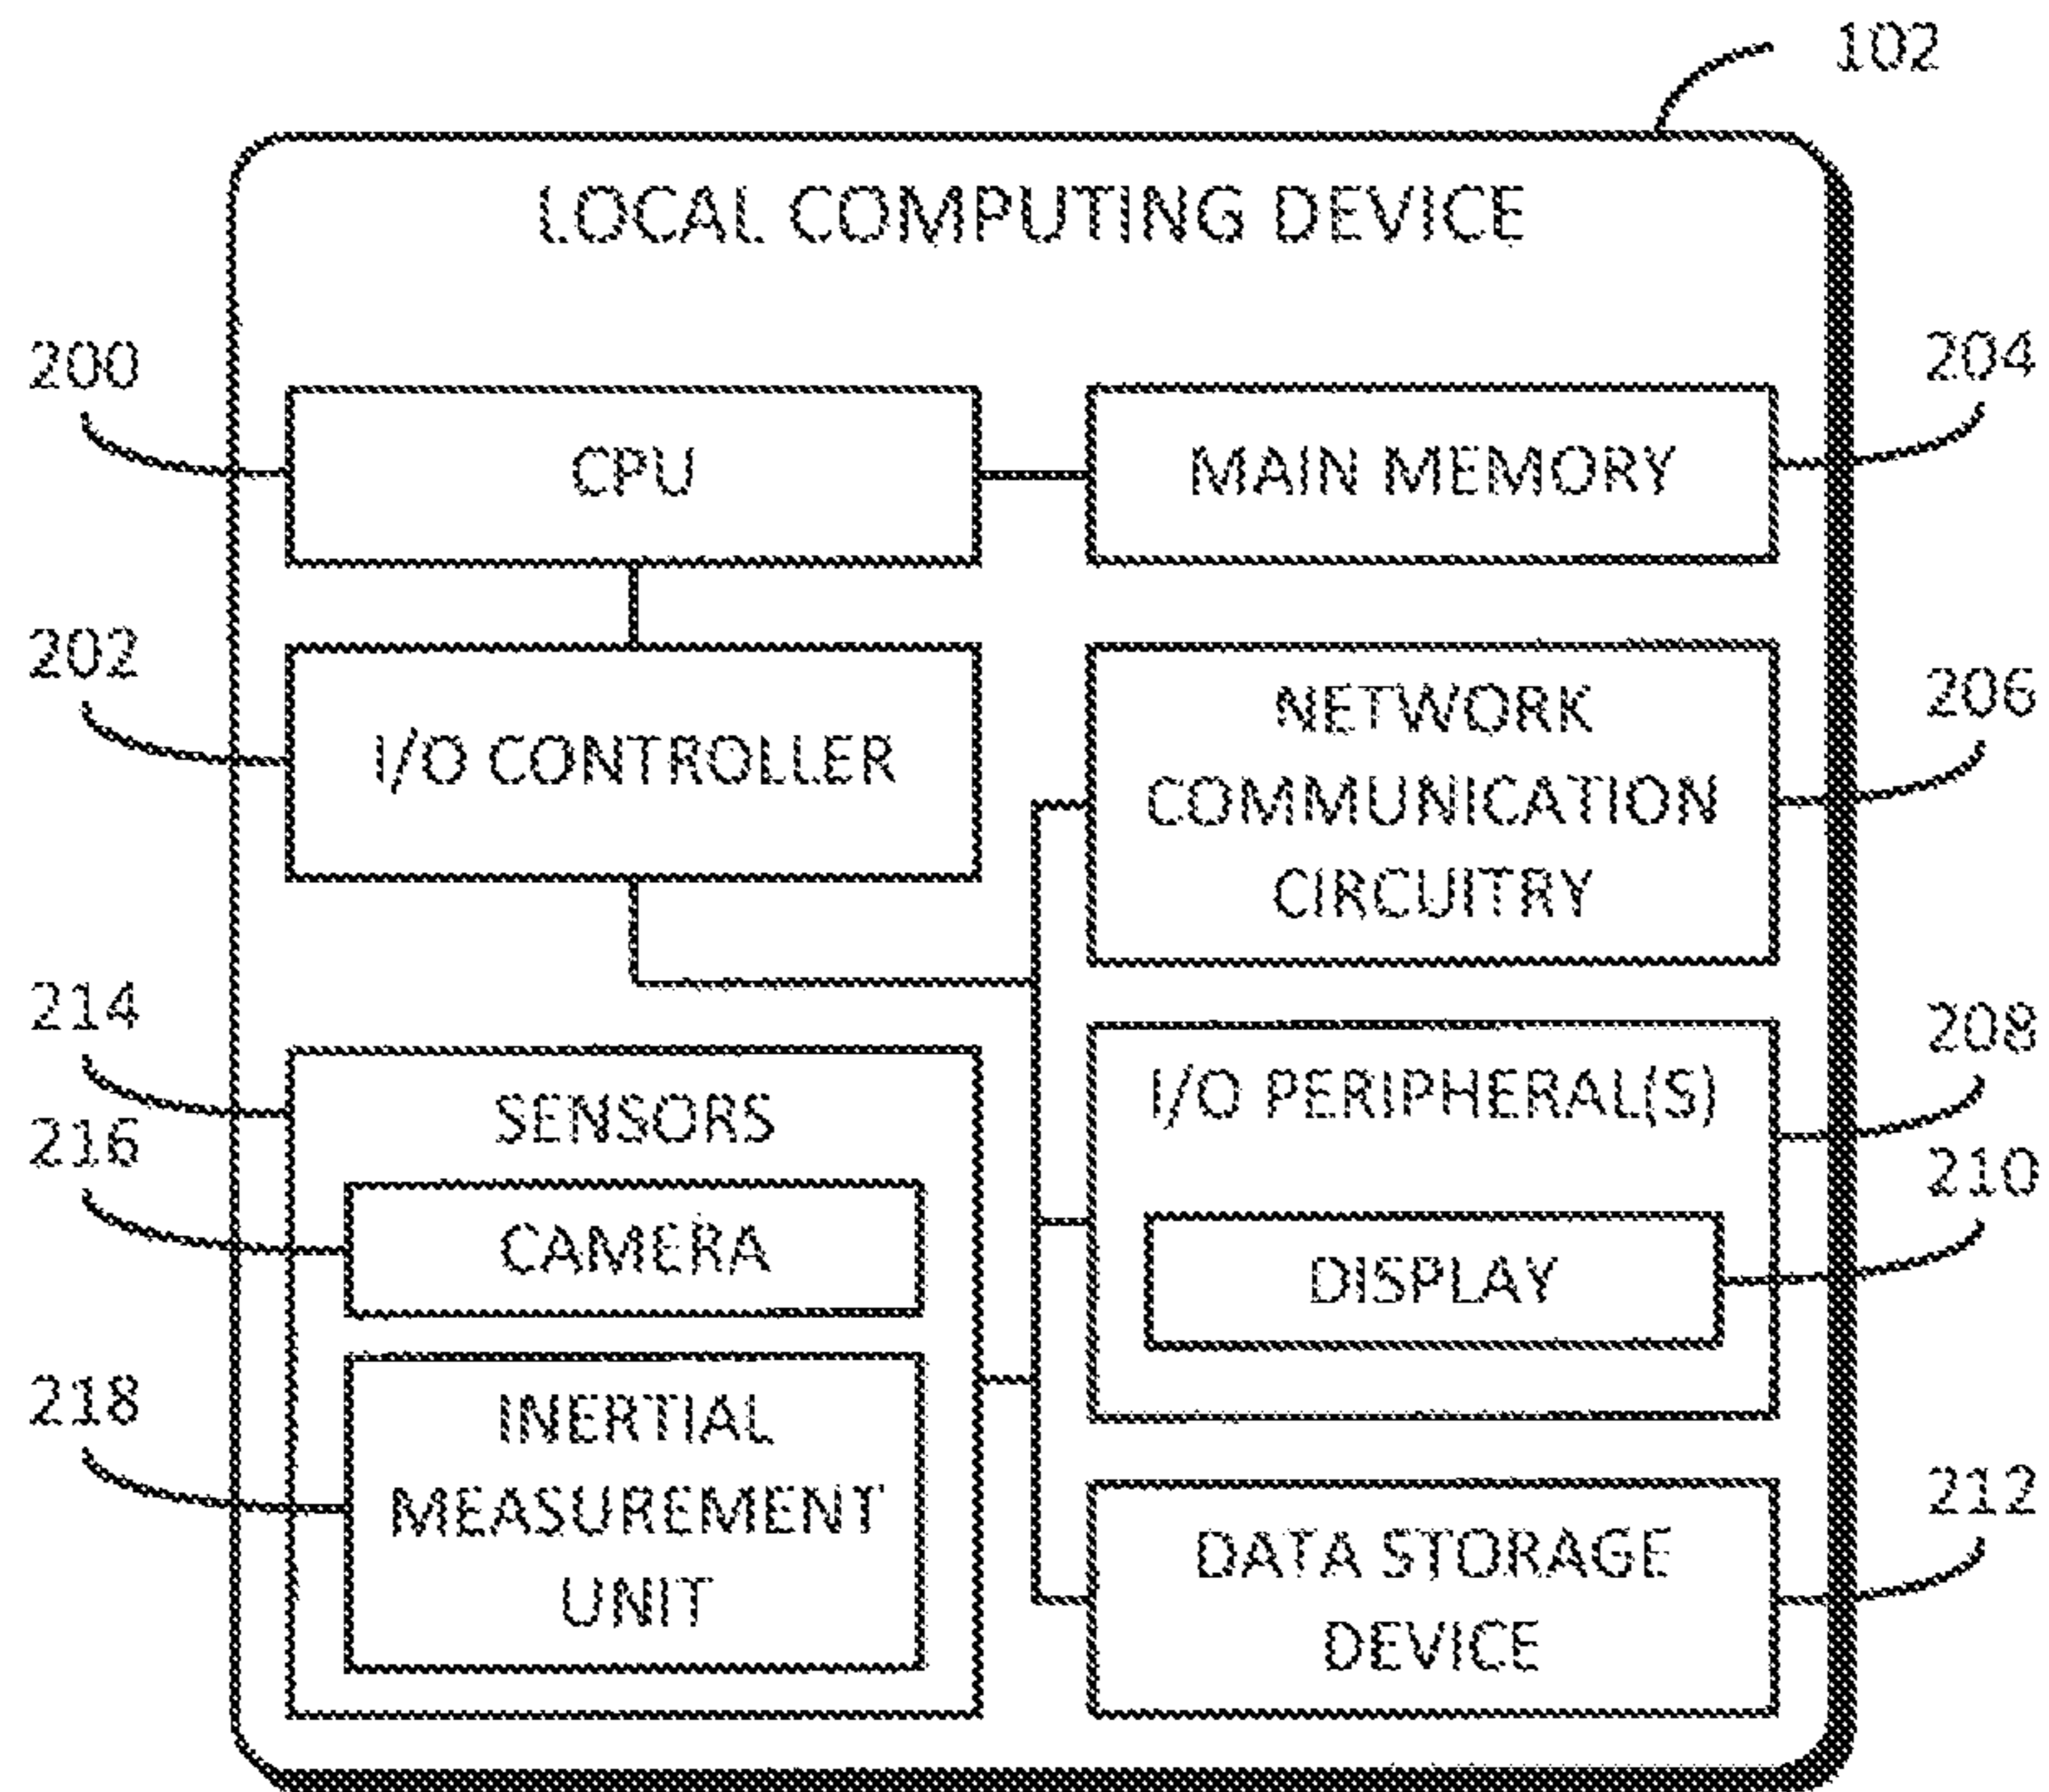 102
LOCAL COMPUTING DEVICE
200
CPU
MAIN MEMORY
204
202
I/O CONTROLLER
NETWORK
COMMUNICATION
CIRCUITRY
206
214
SENSORS
216
CAMERA
218
INERTIAL
MEASUREMENT
UNIT
I/O PERIPHERAL(S)
208
DISPLAY
210
DATA STORAGE
DEVICE
212